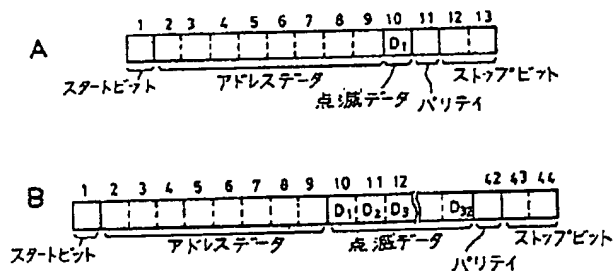 1 2 3 4 5 6 7 8 9 10 11 12 13
A D1
スタートビット アドレスデータ 点滅データ パリティ ストップビット
1 2 3 4 5 6 7 8 9 10 11 12 42 43 44
B D1 D2 D3 D32
スタートビット アドレスデータ 点滅データ パリティ ストップビット